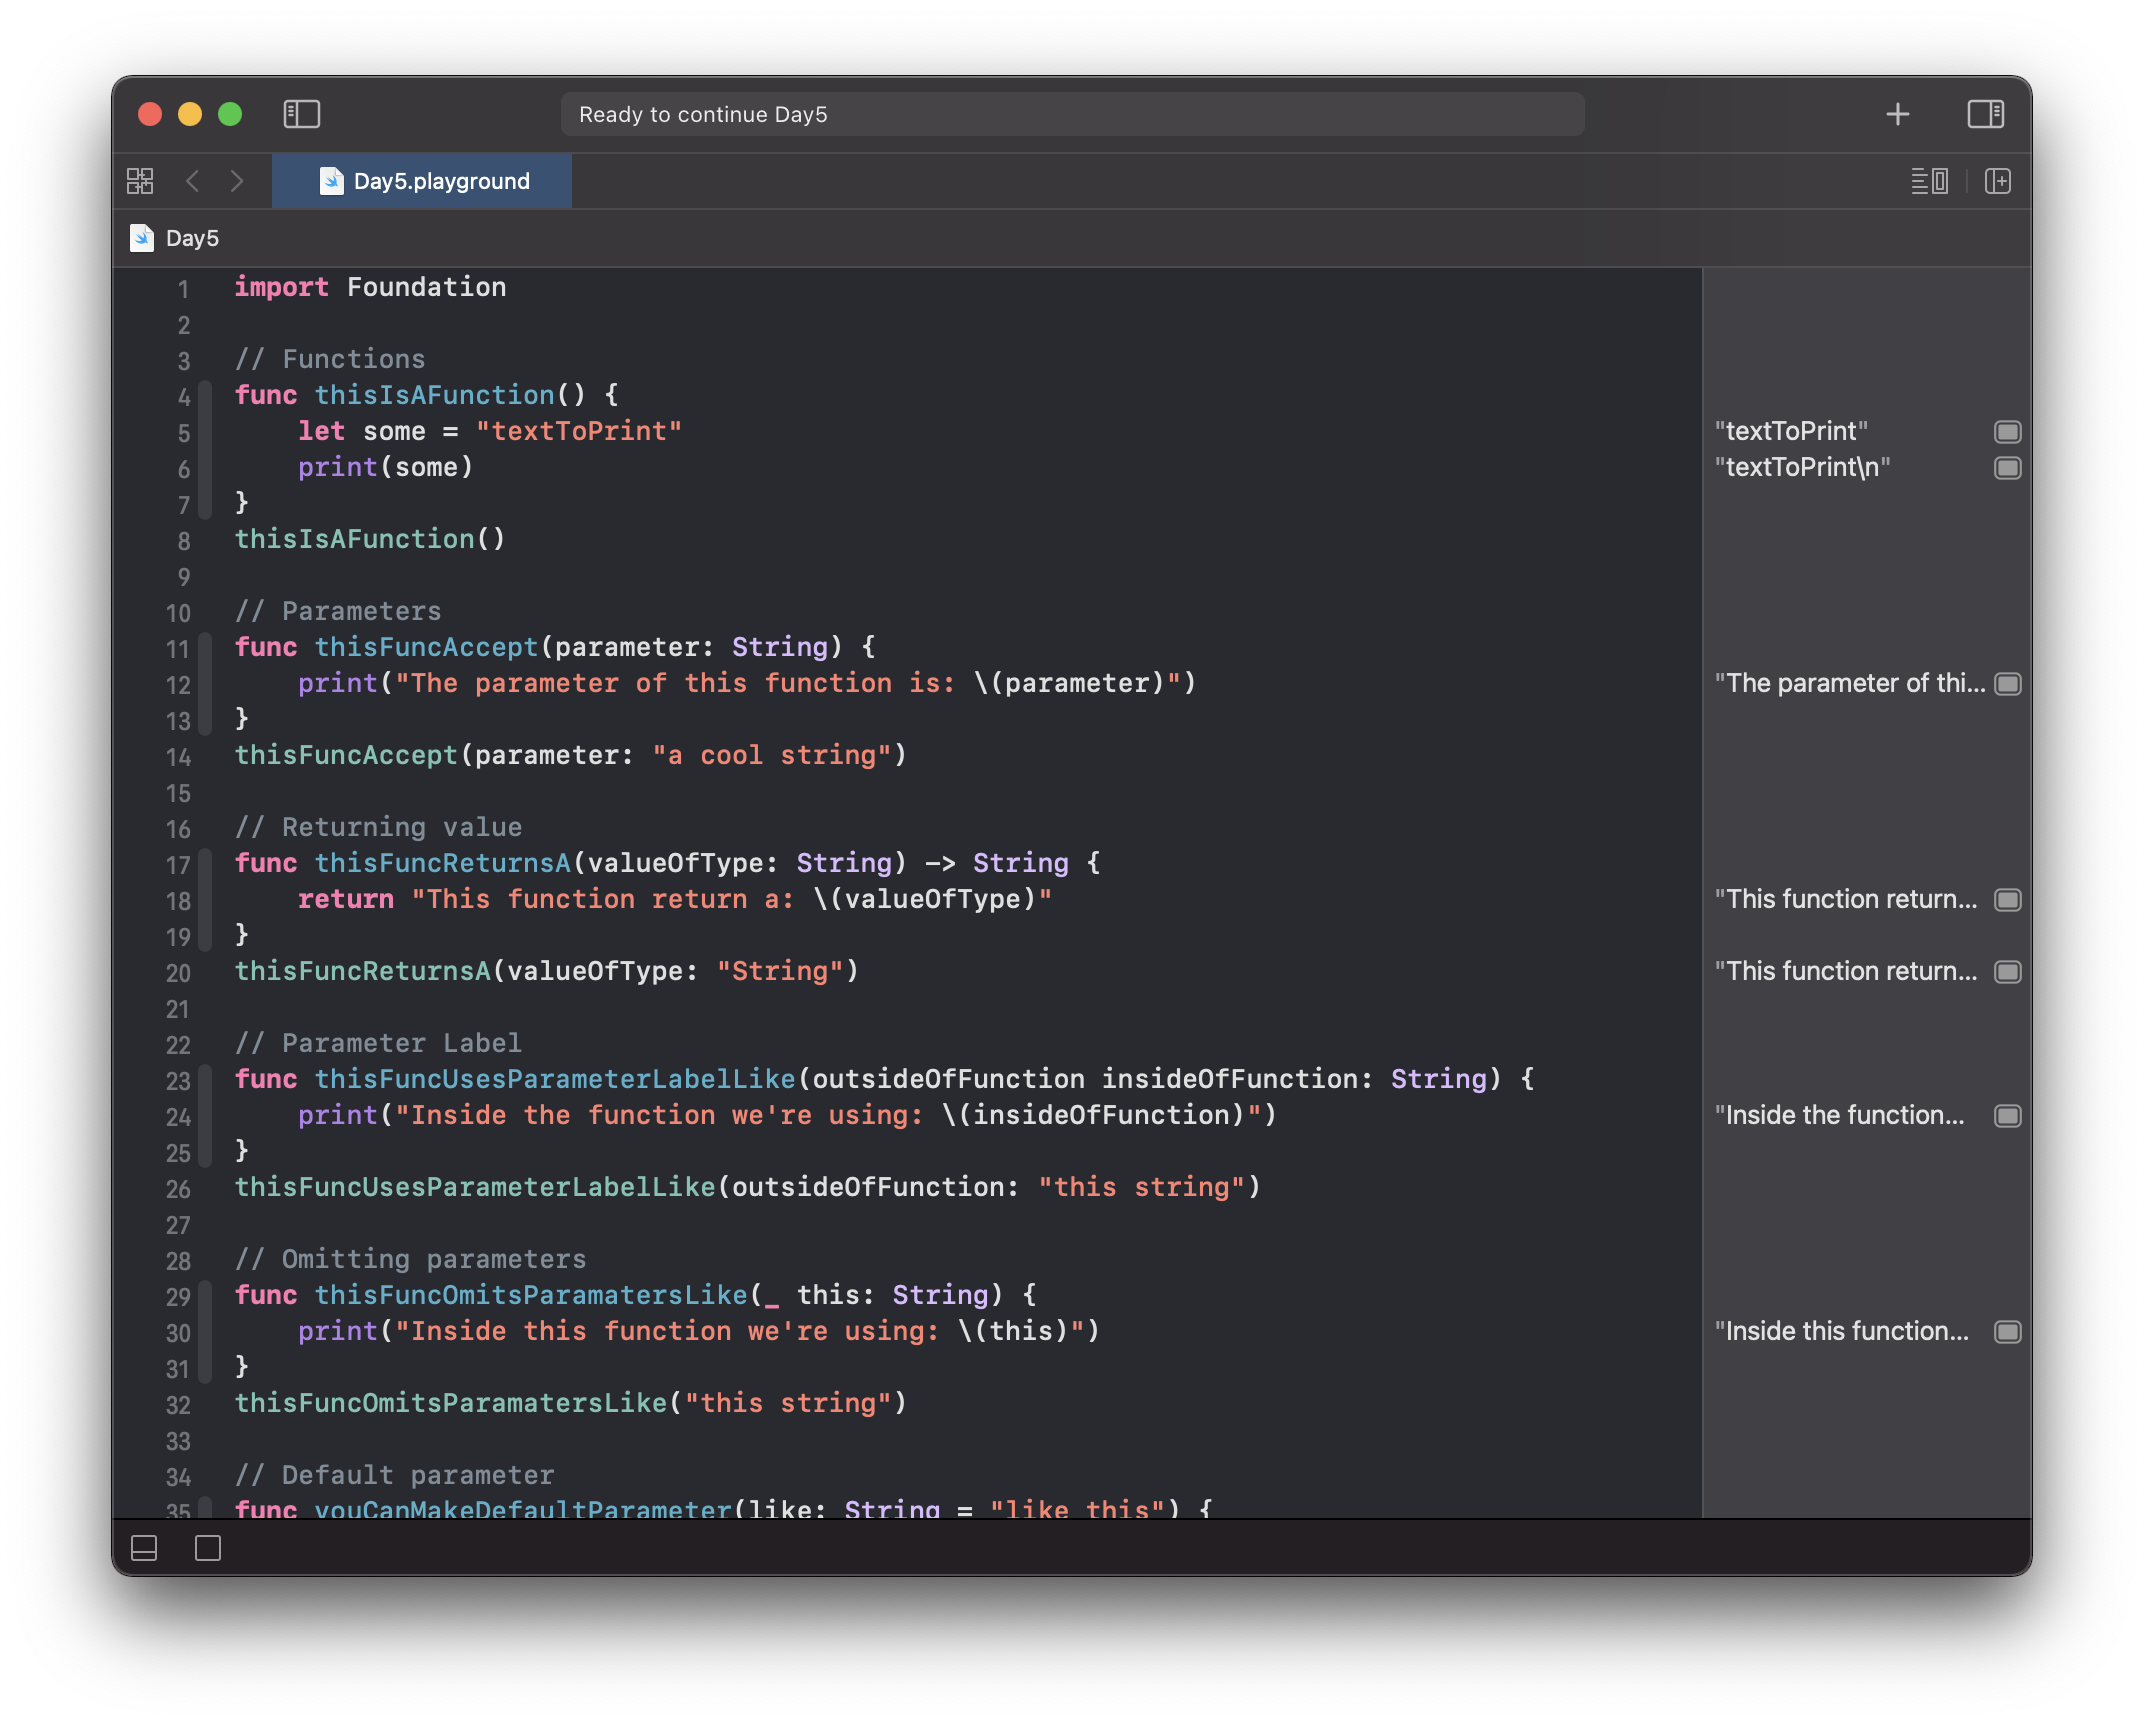 Ready to continue Day5
Day5.playground
Day5
1 import Foundation
2
3 // Functions
4 func thisIsAFunction() {
5     let some = "textToPrint" "textToPrint"
6     print(some) "textToPrint\n"
7 }
8 thisIsAFunction()
9
10 // Parameters
11 func thisFuncAccept(parameter: String) {
12     print("The parameter of this function is: \(parameter)") "The parameter of thi...
13 }
14 thisFuncAccept(parameter: "a cool string")
15
16 // Returning value
17 func thisFuncReturnsA(valueOfType: String) -> String {
18     return "This function return a: \(valueOfType)" "This function return...
19 }
20 thisFuncReturnsA(valueOfType: "String") "This function return...
21
22 // Parameter Label
23 func thisFuncUsesParameterLabelLike(outsideOfFunction insideOfFunction: String) {
24     print("Inside the function we're using: \(insideOfFunction)") "Inside the function...
25 }
26 thisFuncUsesParameterLabelLike(outsideOfFunction: "this string")
27
28 // Omitting parameters
29 func thisFuncOmitsParamatersLike(_ this: String) {
30     print("Inside this function we're using: \(this)") "Inside this function...
31 }
32 thisFuncOmitsParamatersLike("this string")
33
34 // Default parameter
35 func youCanMakeDefaultParameter(like: String = "like this") {